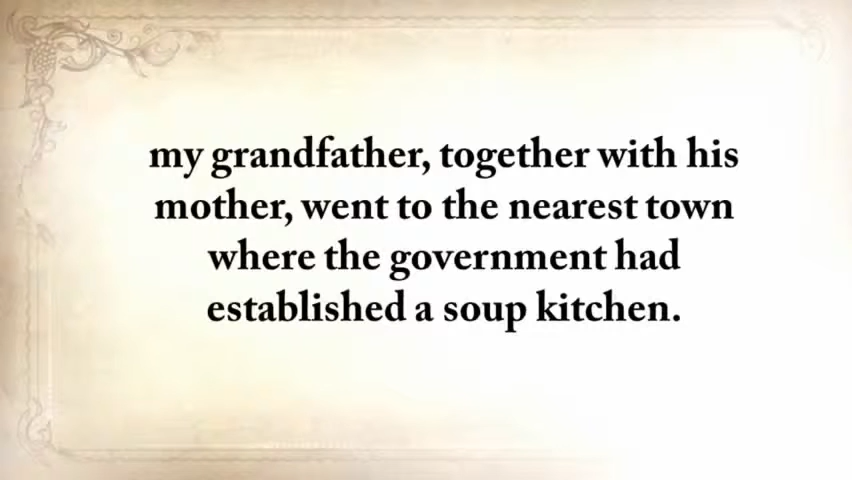 my grandfather, together with his
mother, went to the nearest town
where the government had
established a soup kitchen.